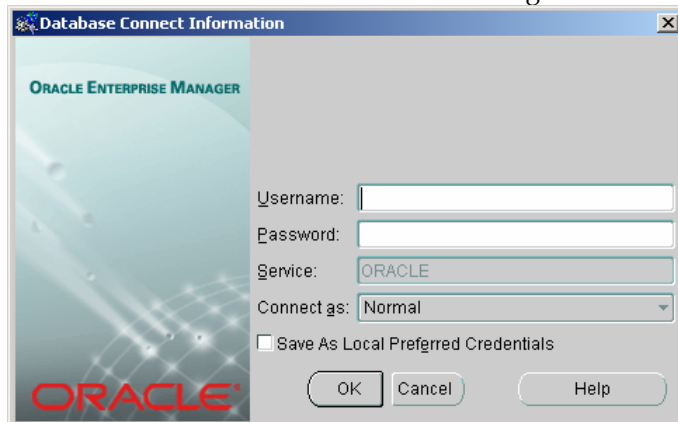 Database Connect Information
ORACLE ENTERPRISE MANAGER
Username:
Password:
Service: ORACLE
Connect as: Normal
Save As Local Preferred Credentials
OK Cancel Help
ORACLE®